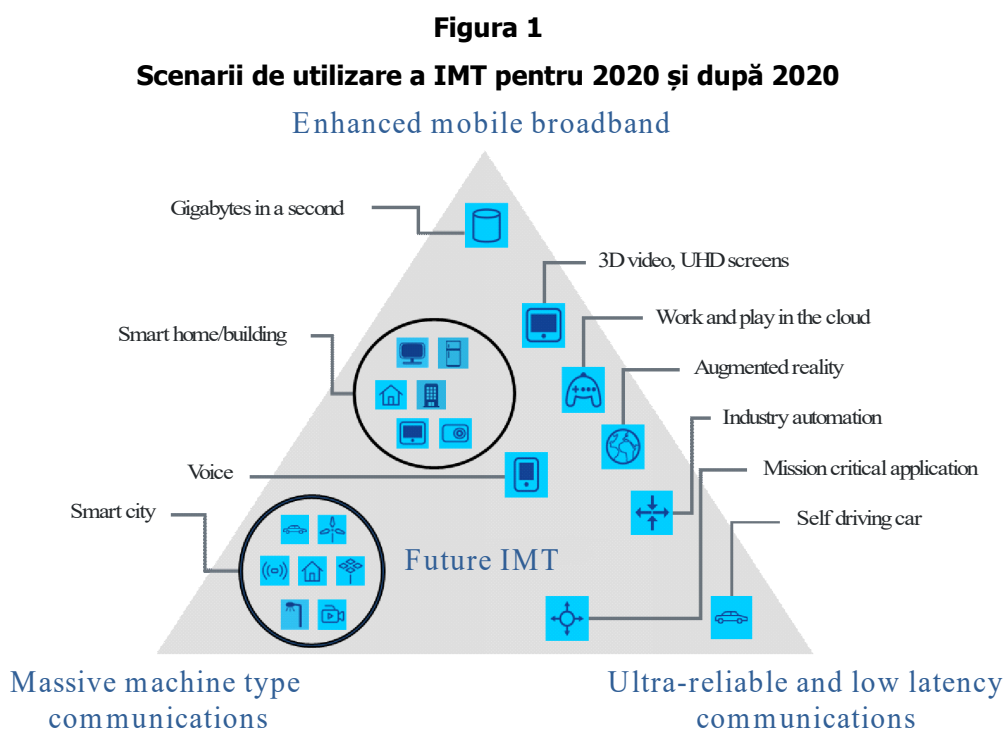 Figura 1
Scenarii de utilizare a IMT pentru 2020 și după 2020
Enhanced mobile broadband
Gigabytes in a second
3D video, UHD screens
Smart home/building
Work and play in the cloud
Augmented reality
Industry automation
Voice
Mission critical application
Smart city
Self driving car
Future IMT
Massive machine type
communications
Ultra-reliable and low latency
communications